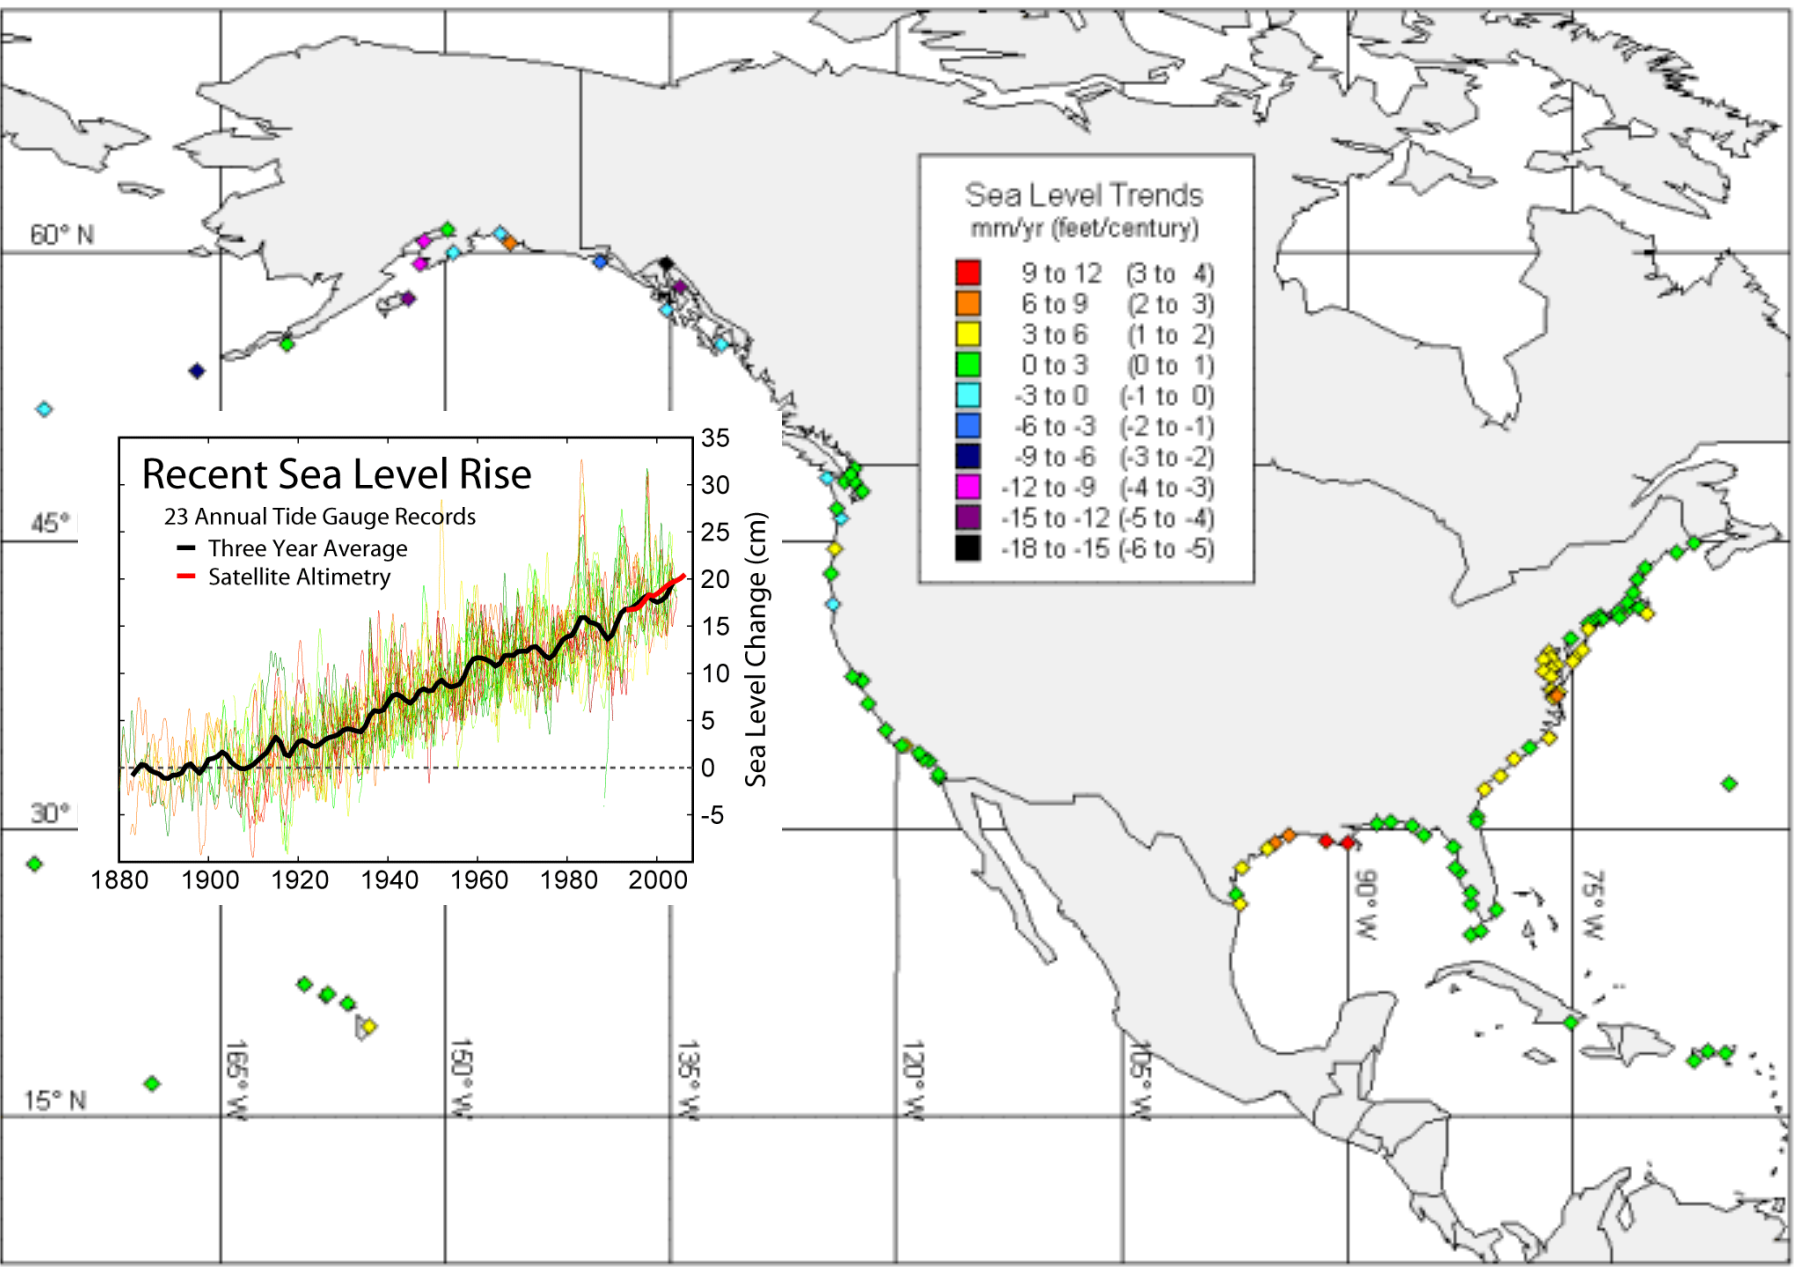 Sea Level Trends
mm/yr (feet/century)
9 to 12 (3 to 4)
6 to 9 (2 to 3)
3 to 6 (1 to 2)
0 to 3 (0 to 1)
-3 to 0 (-1 to 0)
-6 to -3 (-2 to -1)
-9 to -6 (-3 to -2)
-12 to -9 (-4 to -3)
-15 to -12 (-5 to -4)
-18 to -15 (-6 to -5)
60° N
45°
30°
15° N
Recent Sea Level Rise
23 Annual Tide Gauge Records
Three Year Average
Satellite Altimetry
35
30
25
20
15
10
5
0
-5
Sea Level Change (cm)
1880 1900 1920 1940 1960 1980 2000
165° W
150° W
135° W
120° W
105° W
90° W
75° W